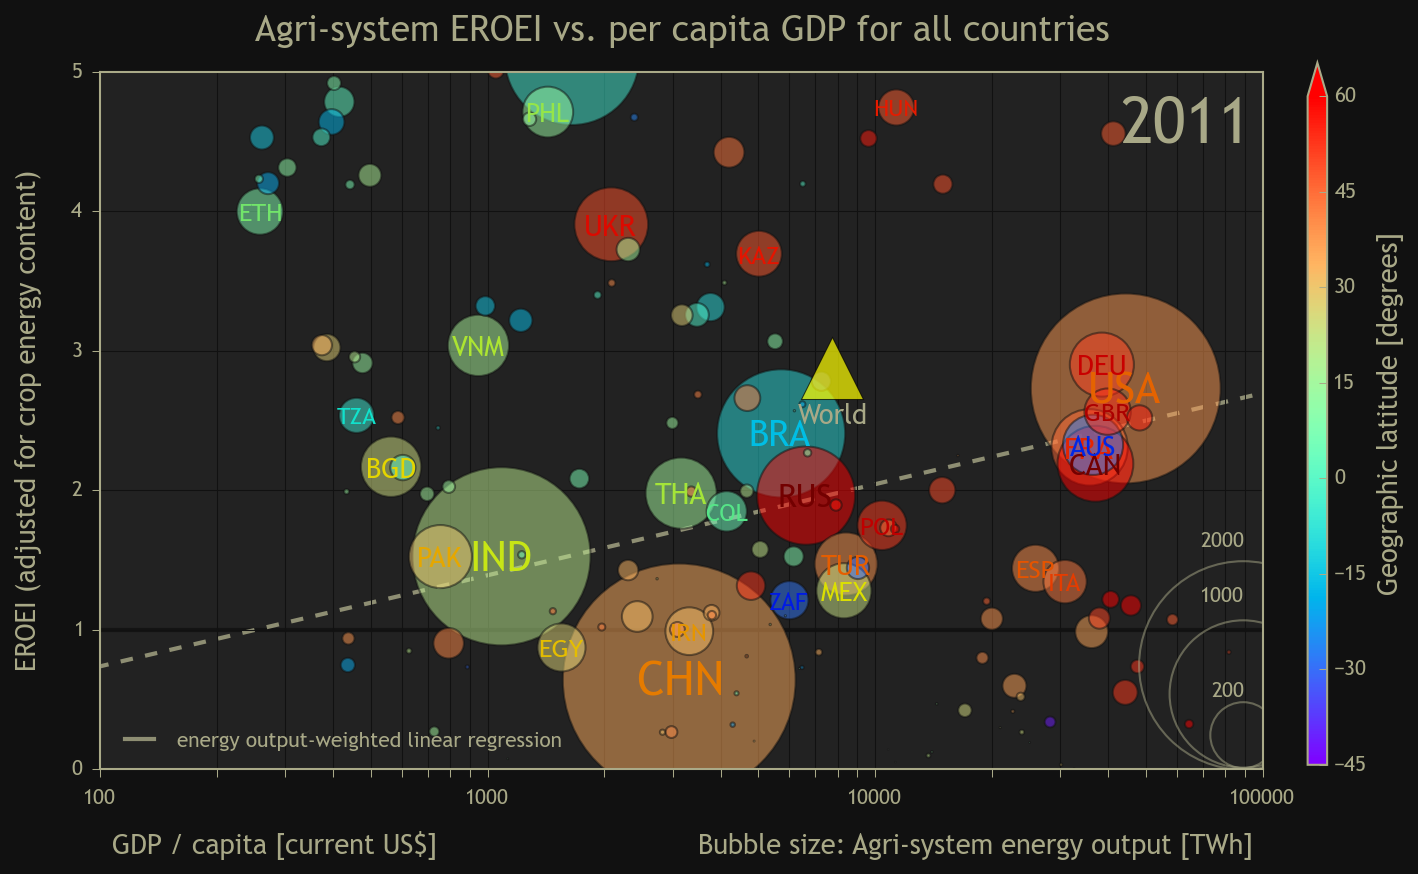 Agri-system EROEI vs. per capita GDP for all countries
2011
EROEI (adjusted for crop energy content)
5
4
3
2
1
0
PHL
HUN
ETH
UKR
KAZ
VNM
DEU
USA
TZA
World
GBR
BRA
BGD
AUS
CAN
THA
RUS
COL
POL
PAK
IND
TUR
MEX
ESP
ITA
ZAF
EGY
IRN
CHN
2000
1000
200
energy output-weighted linear regression
100
1000
10000
100000
GDP / capita [current US$]
Bubble size: Agri-system energy output [TWh]
60
45
30
15
0
−15
−30
−45
Geographic latitude [degrees]